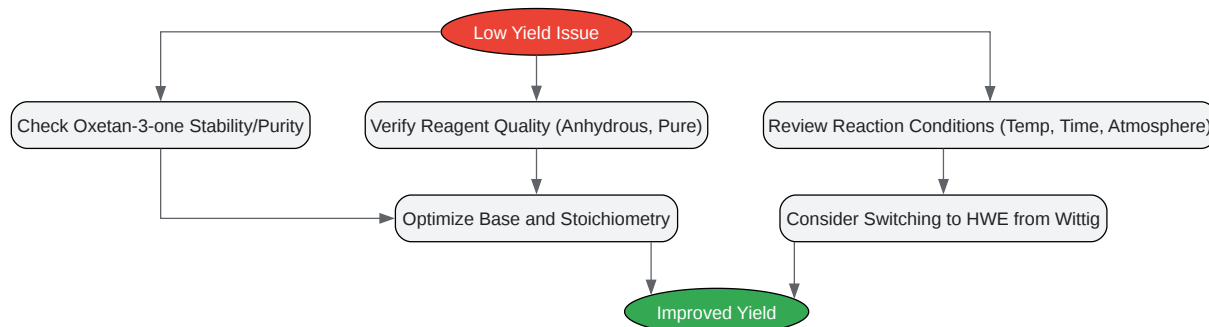 Low Yield Issue
Check Oxetan-3-one Stability/Purity
Verify Reagent Quality (Anhydrous, Pure)
Review Reaction Conditions (Temp, Time, Atmosphere)
Optimize Base and Stoichiometry
Consider Switching to HWE from Wittig
Improved Yield